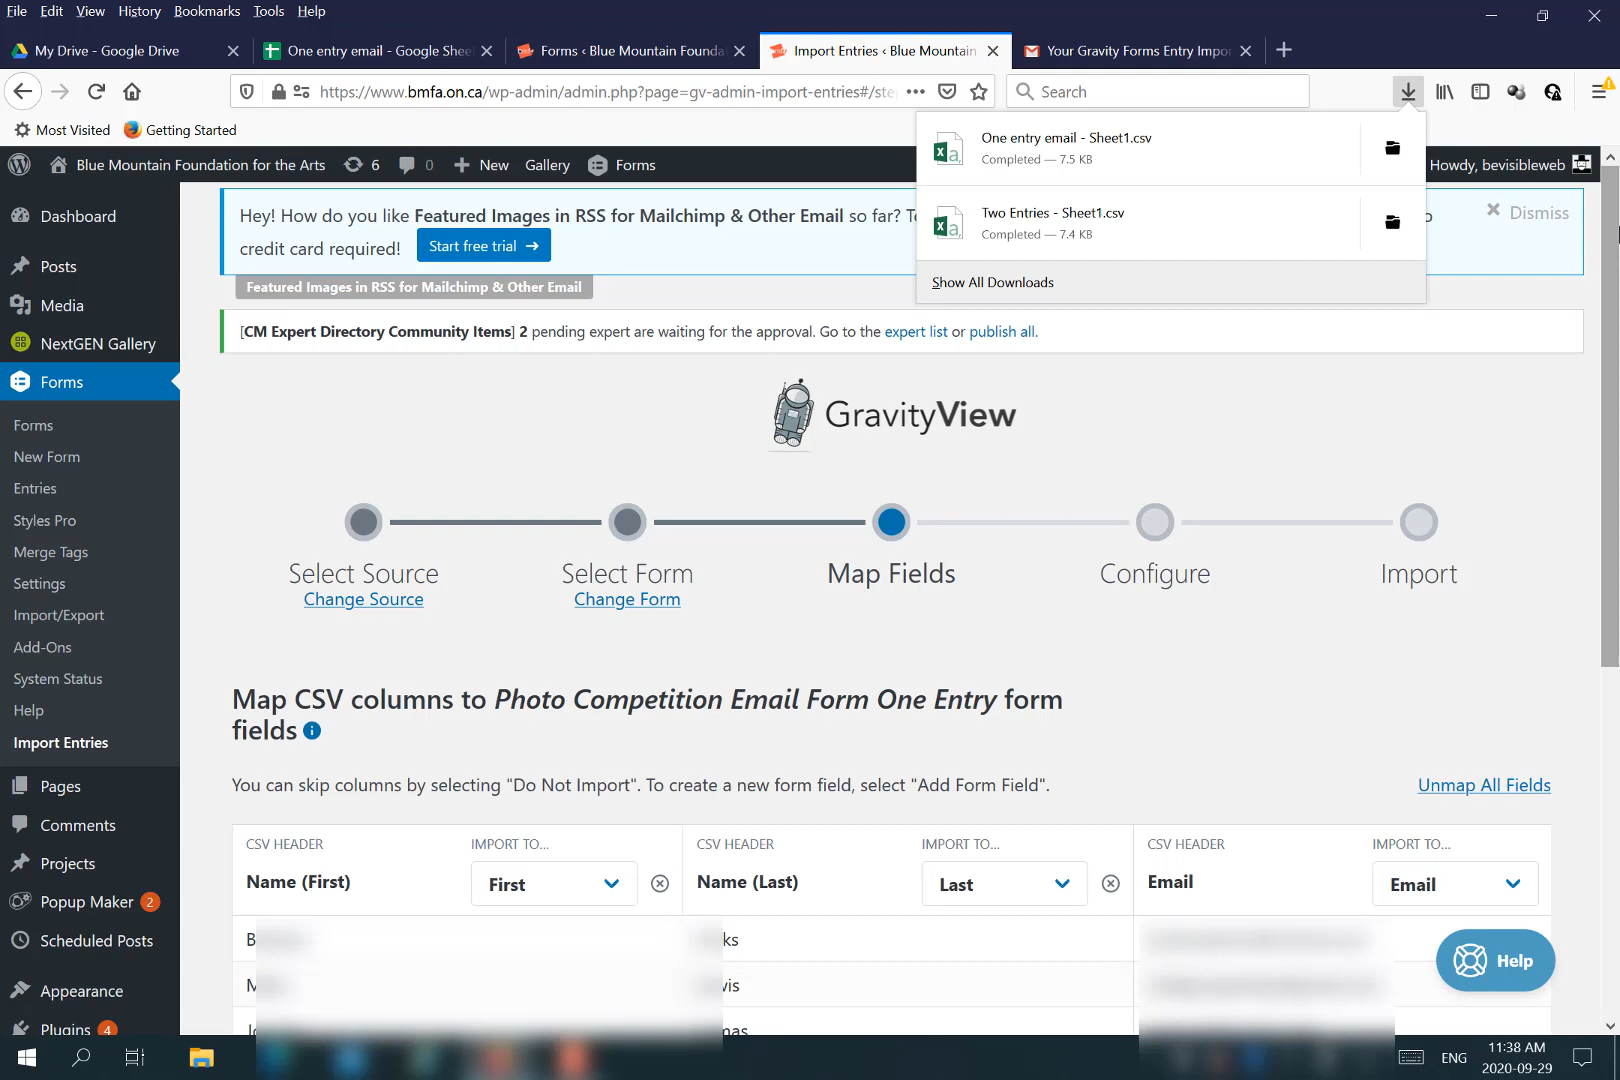 File Edit View History Bookmarks Tools Help
My Drive - Google Drive
One entry email - Google Shee
Forms ‹ Blue Mountain Founda
Import Entries ‹ Blue Mountain
Your Gravity Forms Entry Impor
https://www.bmfa.on.ca/wp-admin/admin.php?page=gv-admin-import-entries#/ste
Search
Most Visited Getting Started
One entry email - Sheet1.csv
Completed — 7.5 KB
Two Entries - Sheet1.csv
Completed — 7.4 KB
Show All Downloads
Blue Mountain Foundation for the Arts 6 0 New Gallery Forms
Howdy, bevisibleweb
Dashboard
Posts
Media
NextGEN Gallery
Forms
Forms
New Form
Entries
Styles Pro
Merge Tags
Settings
Import/Export
Add-Ons
System Status
Help
Import Entries
Pages
Comments
Projects
Popup Maker 2
Scheduled Posts
Appearance
Plugins 4
Hey! How do you like Featured Images in RSS for Mailchimp & Other Email so far? T
o
credit card required! Start free trial →
Dismiss
Featured Images in RSS for Mailchimp & Other Email
[CM Expert Directory Community Items] 2 pending expert are waiting for the approval. Go to the expert list or publish all.
GravityView
Select Source
Change Source
Select Form
Change Form
Map Fields
Configure
Import
Map CSV columns to Photo Competition Email Form One Entry form
fields
You can skip columns by selecting "Do Not Import". To create a new form field, select "Add Form Field".
Unmap All Fields
CSV HEADER IMPORT TO... CSV HEADER IMPORT TO... CSV HEADER IMPORT TO...
Name (First) First Name (Last) Last Email Email
Help
ENG
11:38 AM
2020-09-29